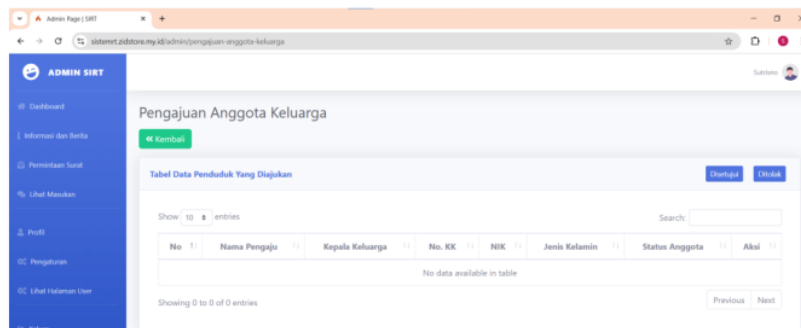 Admin Page | SIRT
sistemrt.zidstore.my.id/admin/pengajuan-anggota-keluarga
ADMIN SIRT
Sutrisno
Dashboard
Pengajuan Anggota Keluarga
Informasi dan Berita
Kembali
Permintaan Surat
Tabel Data Penduduk Yang Diajukan
Disetujui
Ditolak
Lihat Masukan
Show 10 entries
Search:
Profil
No
Nama Pengaju
Kepala Keluarga
No. KK
NIK
Jenis Kelamin
Status Anggota
Aksi
Pengaturan
No data available in table
Lihat Halaman User
Showing 0 to 0 of 0 entries
Previous
Next